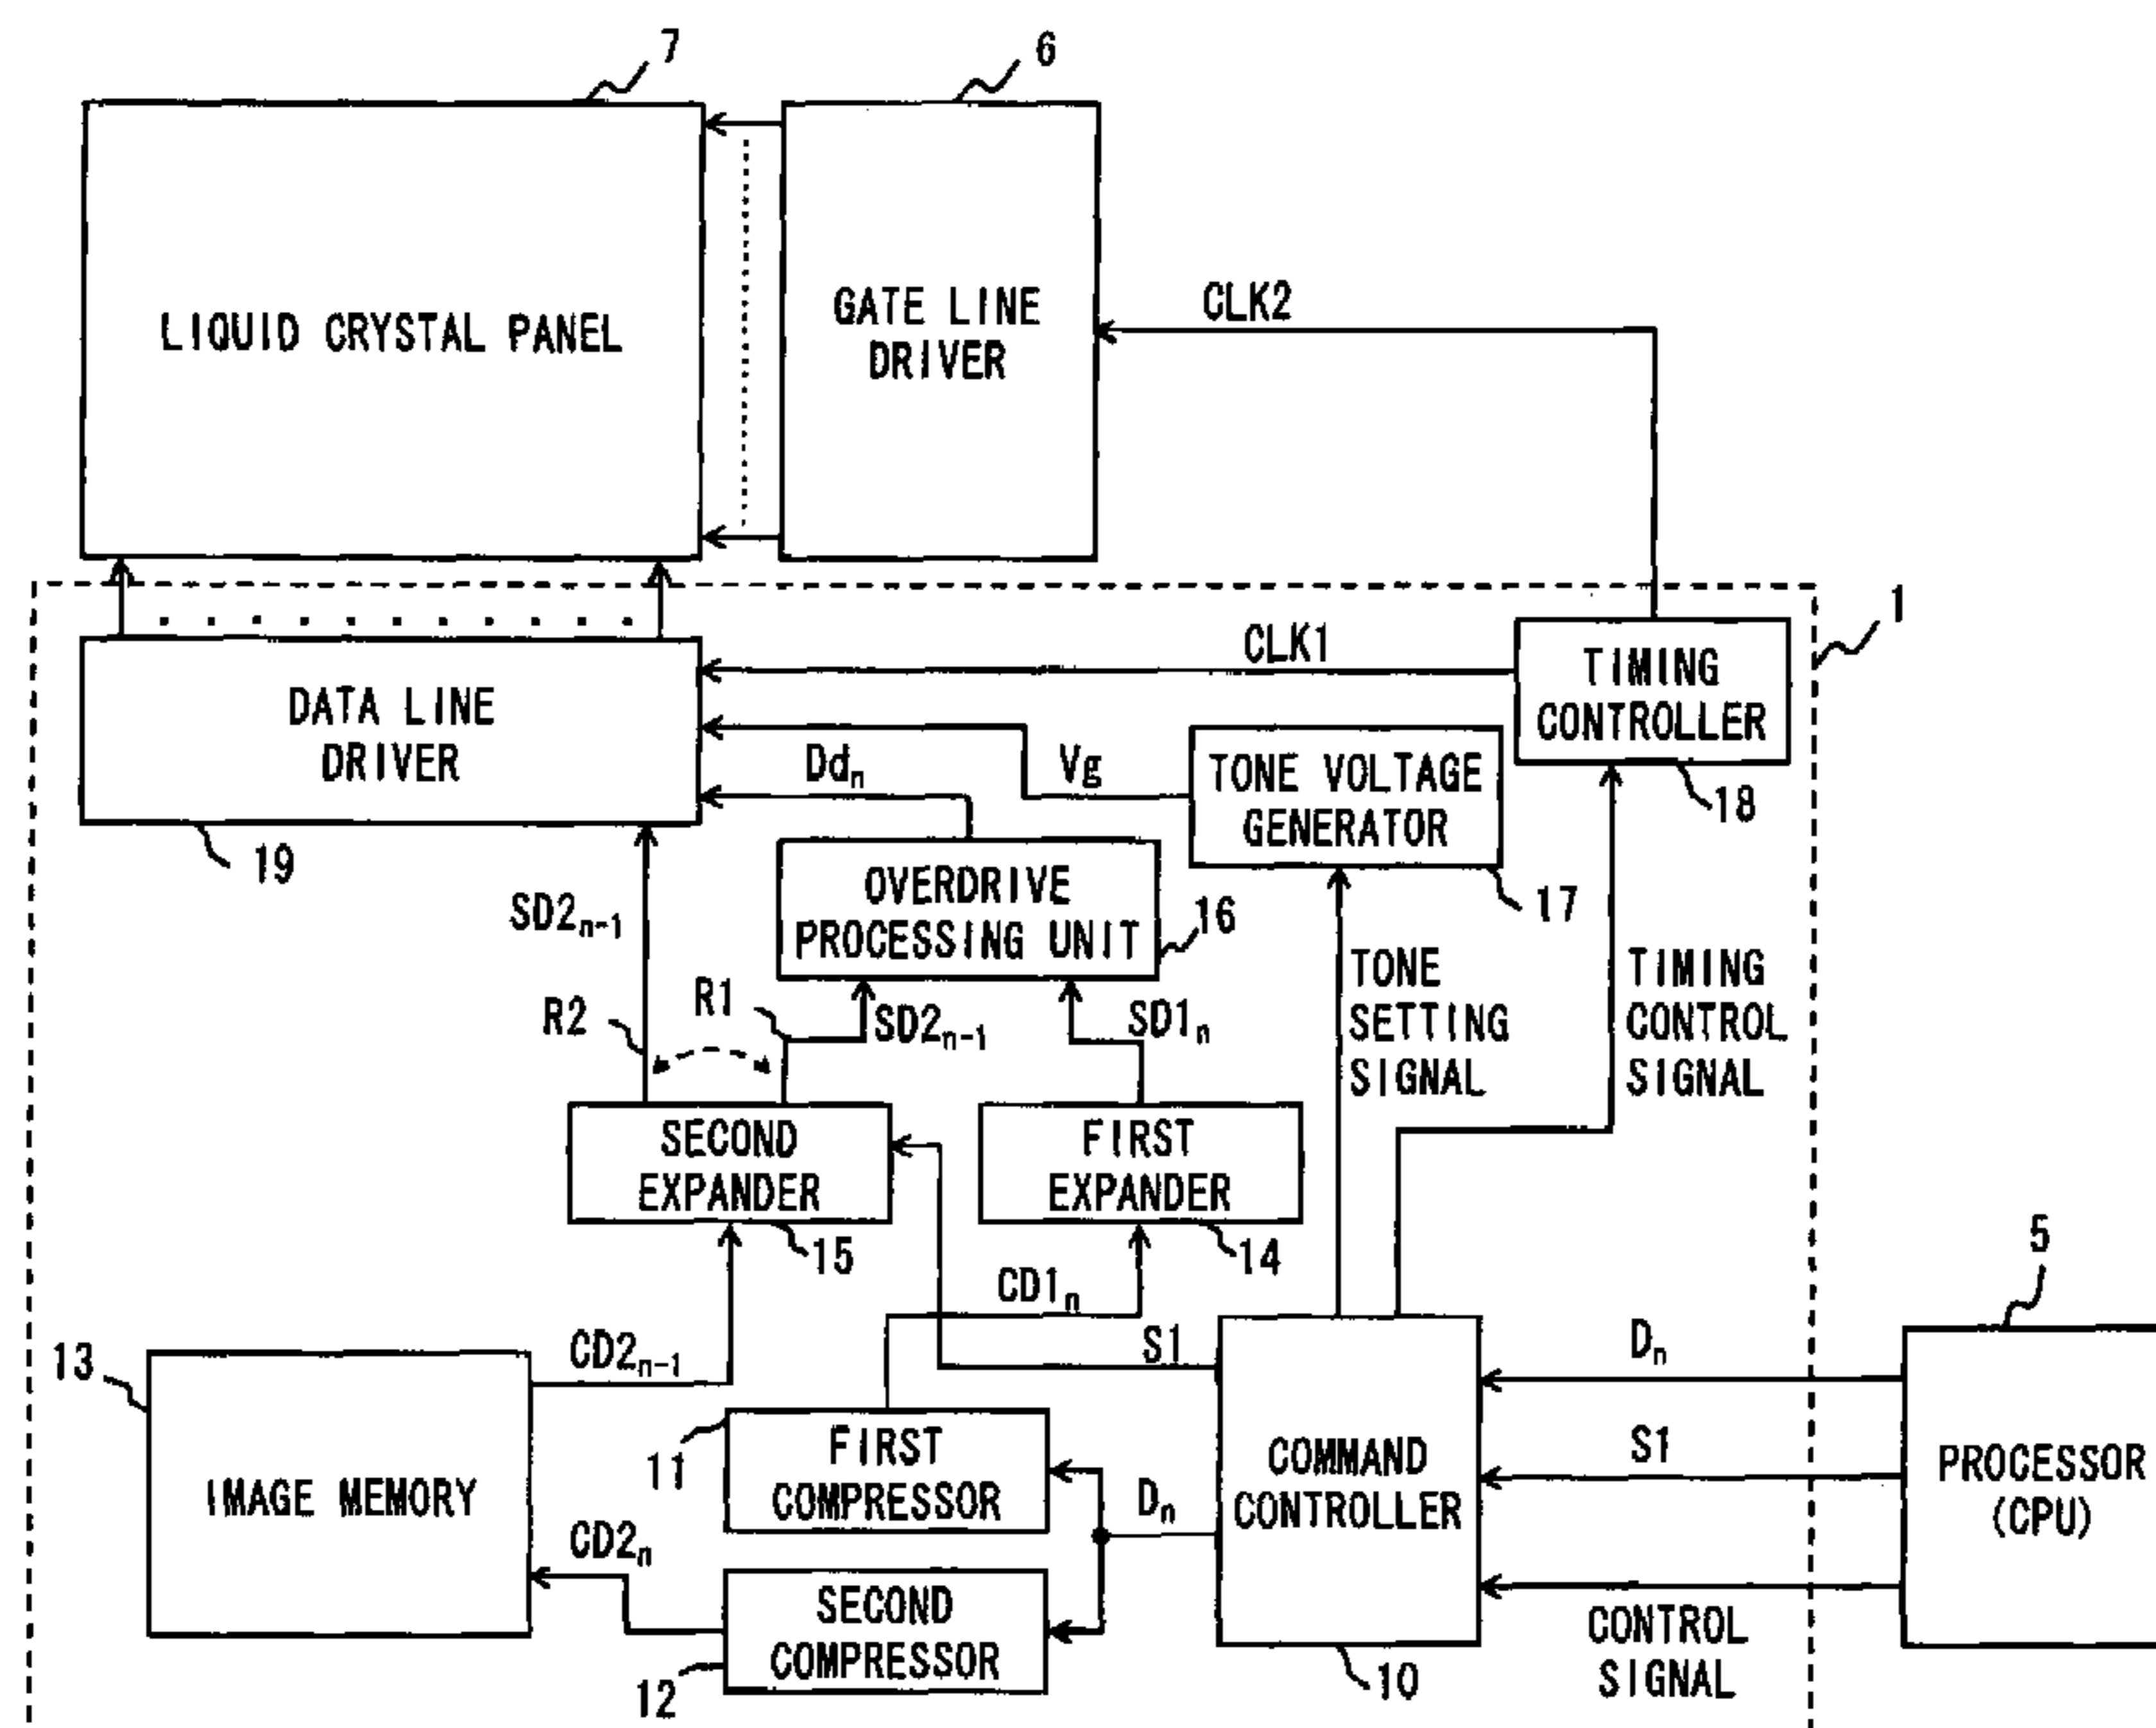 7
6
LIQUID CRYSTAL PANEL
GATE LINE
DRIVER
CLK2
1
CLK1
TIMING
CONTROLLER
18
DATA LINE
DRIVER
19
Vg
Ddₙ
TONE VOLTAGE
GENERATOR
17
OVERDRIVE
PROCESSING UNIT
16
SD2ₙ₋₁
R2
R1
SD2ₙ₋₁
SD1ₙ
TONE
SETTING
SIGNAL
TIMING
CONTROL
SIGNAL
SECOND
EXPANDER
15
FIRST
EXPANDER
14
CD1ₙ
5
13
CD2ₙ₋₁
S1
Dₙ
IMAGE MEMORY
11
FIRST
COMPRESSOR
Dₙ
COMMAND
CONTROLLER
10
S1
PROCESSOR
(CPU)
CD2ₙ
SECOND
COMPRESSOR
12
CONTROL
SIGNAL